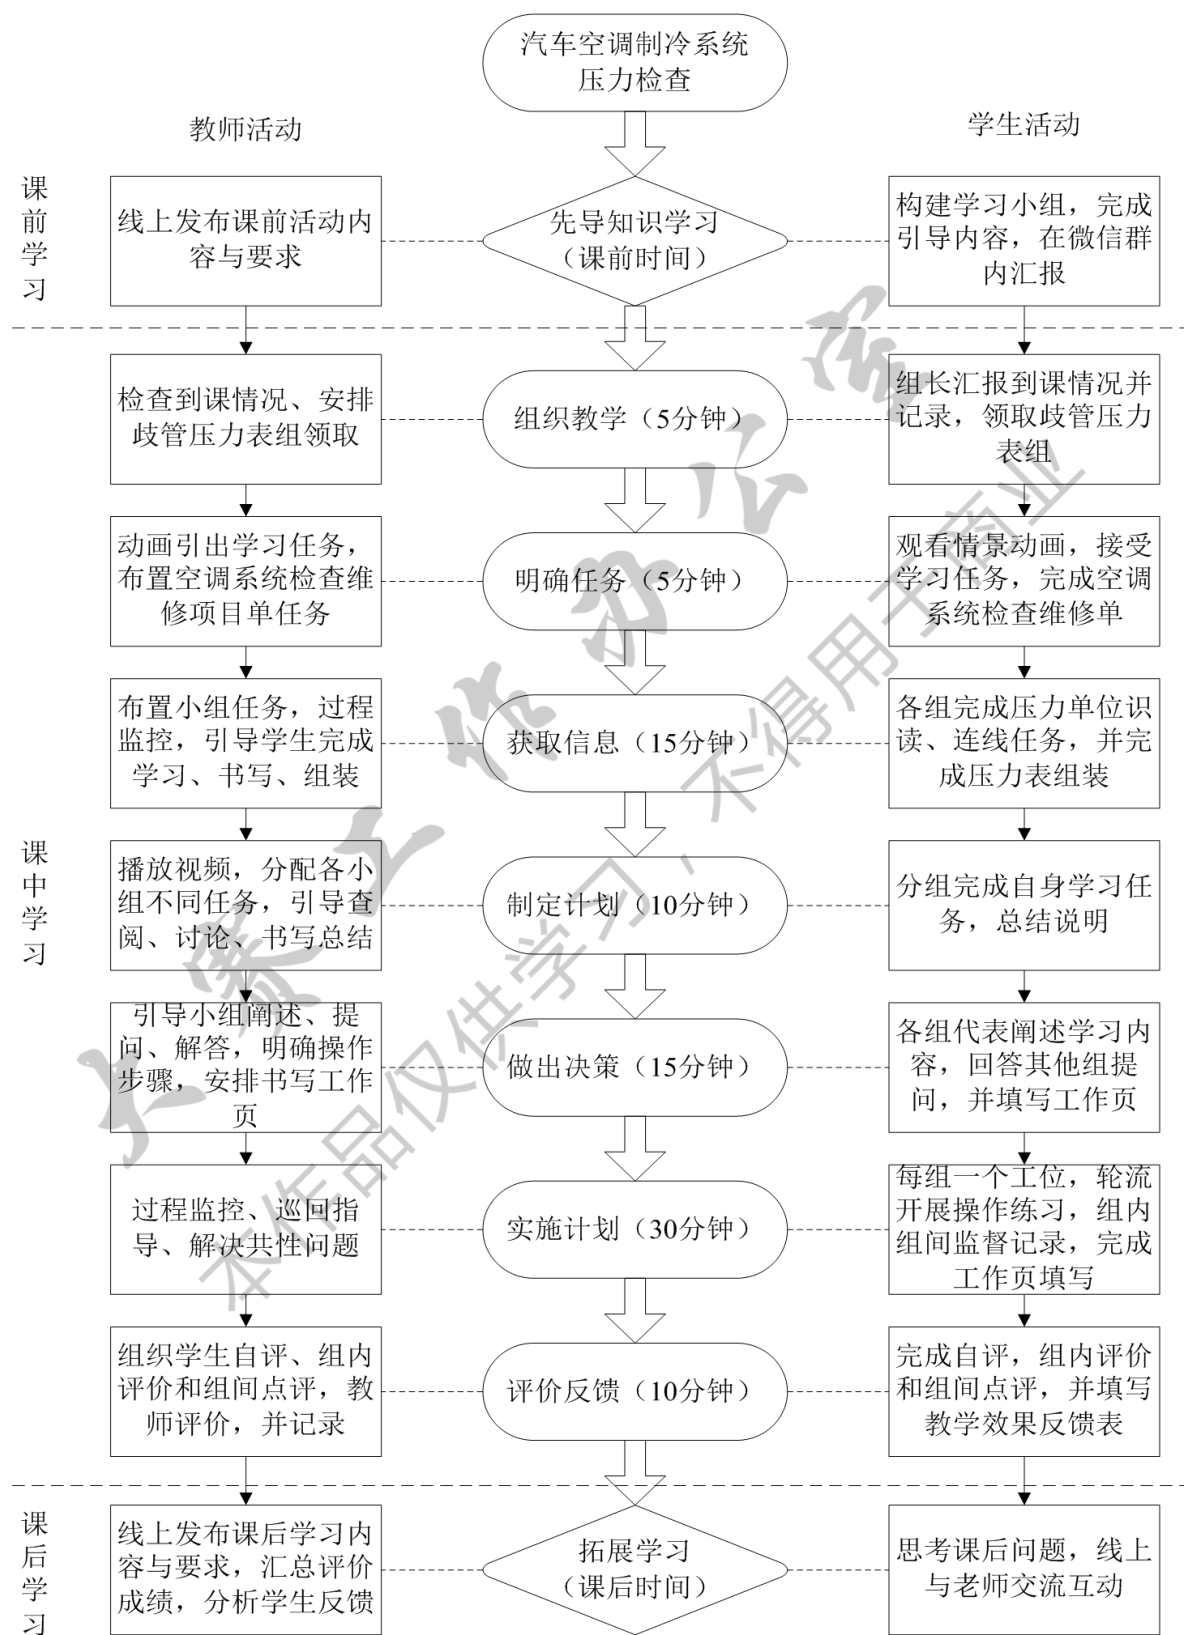 汽车空调制冷系统
压力检查
教师活动
学生活动
课前学习
线上发布课前活动内
容与要求
先导知识学习
（课前时间）
构建学习小组，完成
引导内容，在微信群
内汇报
课中学习
检查到课情况、安排
歧管压力表组领取
组织教学（5分钟）
组长汇报到课情况并
记录，领取歧管压力
表组
动画引出学习任务，
布置空调系统检查维
修项目单任务
明确任务（5分钟）
观看情景动画，接受
学习任务，完成空调
系统检查维修单
布置小组任务，过程
监控，引导学生完成
学习、书写、组装
获取信息（15分钟）
各组完成压力单位识
读、连线任务，并完
成压力表组装
播放视频，分配各小
组不同任务，引导查
阅、讨论、书写总结
制定计划（10分钟）
分组完成自身学习任
务，总结说明
引导小组阐述、提
问、解答，明确操作
步骤，安排书写工作
页
做出决策（15分钟）
各组代表阐述学习内
容，回答其他组提
问，并填写工作页
过程监控、巡回指
导、解决共性问题
实施计划（30分钟）
每组一个工位，轮流
开展操作练习，组内
组间监督记录，完成
工作页填写
组织学生自评、组内
评价和组间点评，教
师评价，并记录
评价反馈（10分钟）
完成自评，组内评价
和组间点评，并填写
教学效果反馈表
课后学习
线上发布课后学习内
容与要求，汇总评价
成绩，分析学生反馈
拓展学习
（课后时间）
思考课后问题，线上
与老师交流互动
大赛工作办公室
本作品仅供学习，不得用于商业